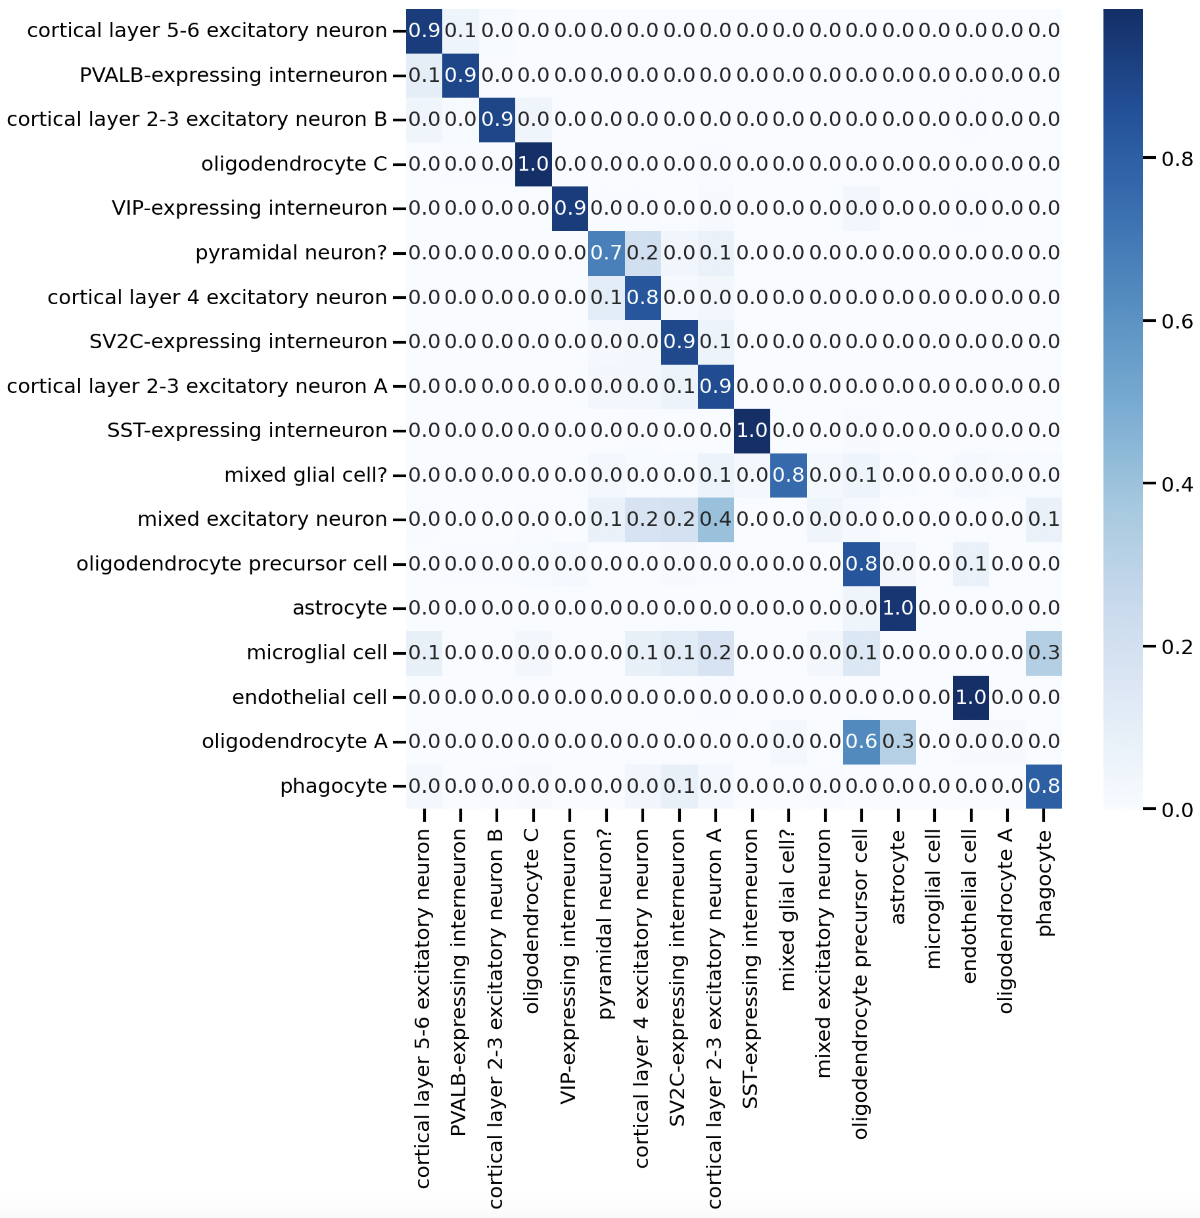 cortical layer 5-6 excitatory neuron 0.9 0.1 0.0 0.0 0.0 0.0 0.0 0.0 0.0 0.0 0.0 0.0 0.0 0.0 0.0 0.0 0.0 0.0
PVALB-expressing interneuron 0.1 0.9 0.0 0.0 0.0 0.0 0.0 0.0 0.0 0.0 0.0 0.0 0.0 0.0 0.0 0.0 0.0 0.0
cortical layer 2-3 excitatory neuron B 0.0 0.0 0.9 0.0 0.0 0.0 0.0 0.0 0.0 0.0 0.0 0.0 0.0 0.0 0.0 0.0 0.0 0.0
oligodendrocyte C 0.0 0.0 0.0 1.0 0.0 0.0 0.0 0.0 0.0 0.0 0.0 0.0 0.0 0.0 0.0 0.0 0.0 0.0
0.8
VIP-expressing interneuron 0.0 0.0 0.0 0.0 0.9 0.0 0.0 0.0 0.0 0.0 0.0 0.0 0.0 0.0 0.0 0.0 0.0 0.0
pyramidal neuron? 0.0 0.0 0.0 0.0 0.0 0.7 0.2 0.0 0.1 0.0 0.0 0.0 0.0 0.0 0.0 0.0 0.0 0.0
cortical layer 4 excitatory neuron 0.0 0.0 0.0 0.0 0.0 0.1 0.8 0.0 0.0 0.0 0.0 0.0 0.0 0.0 0.0 0.0 0.0 0.0
0.6
SV2C-expressing interneuron 0.0 0.0 0.0 0.0 0.0 0.0 0.0 0.9 0.1 0.0 0.0 0.0 0.0 0.0 0.0 0.0 0.0 0.0
cortical layer 2-3 excitatory neuron A 0.0 0.0 0.0 0.0 0.0 0.0 0.0 0.1 0.9 0.0 0.0 0.0 0.0 0.0 0.0 0.0 0.0 0.0
SST-expressing interneuron 0.0 0.0 0.0 0.0 0.0 0.0 0.0 0.0 0.0 1.0 0.0 0.0 0.0 0.0 0.0 0.0 0.0 0.0
mixed glial cell? 0.0 0.0 0.0 0.0 0.0 0.0 0.0 0.0 0.1 0.0 0.8 0.0 0.1 0.0 0.0 0.0 0.0 0.0
0.4
mixed excitatory neuron 0.0 0.0 0.0 0.0 0.0 0.1 0.2 0.2 0.4 0.0 0.0 0.0 0.0 0.0 0.0 0.0 0.0 0.1
oligodendrocyte precursor cell 0.0 0.0 0.0 0.0 0.0 0.0 0.0 0.0 0.0 0.0 0.0 0.0 0.8 0.0 0.0 0.1 0.0 0.0
astrocyte 0.0 0.0 0.0 0.0 0.0 0.0 0.0 0.0 0.0 0.0 0.0 0.0 0.0 1.0 0.0 0.0 0.0 0.0
microglial cell 0.1 0.0 0.0 0.0 0.0 0.0 0.1 0.1 0.2 0.0 0.0 0.0 0.1 0.0 0.0 0.0 0.0 0.3
0.2
endothelial cell 0.0 0.0 0.0 0.0 0.0 0.0 0.0 0.0 0.0 0.0 0.0 0.0 0.0 0.0 0.0 1.0 0.0 0.0
oligodendrocyte A 0.0 0.0 0.0 0.0 0.0 0.0 0.0 0.0 0.0 0.0 0.0 0.0 0.6 0.3 0.0 0.0 0.0 0.0
phagocyte 0.0 0.0 0.0 0.0 0.0 0.0 0.0 0.1 0.0 0.0 0.0 0.0 0.0 0.0 0.0 0.0 0.0 0.8
0.0
cortical layer 5-6 excitatory neuron
PVALB-expressing interneuron
cortical layer 2-3 excitatory neuron B
oligodendrocyte C
VIP-expressing interneuron
pyramidal neuron?
cortical layer 4 excitatory neuron
SV2C-expressing interneuron
cortical layer 2-3 excitatory neuron A
SST-expressing interneuron
mixed glial cell?
mixed excitatory neuron
oligodendrocyte precursor cell
astrocyte
microglial cell
endothelial cell
oligodendrocyte A
phagocyte